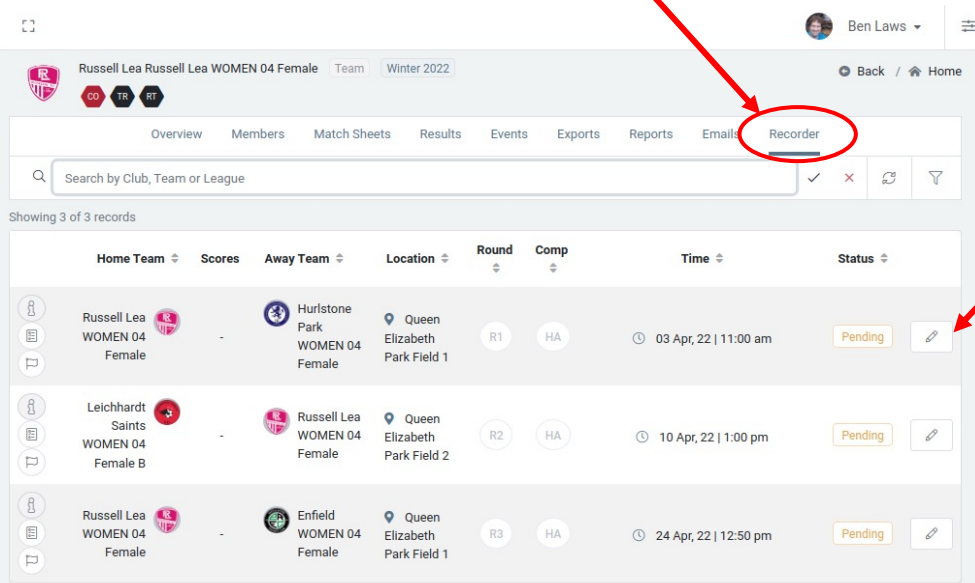 Ben Laws
Russell Lea Russell Lea WOMEN 04 Female Team Winter 2022
Back / Home
CO TR RT
Overview Members Match Sheets Results Events Exports Reports Emails Recorder
Search by Club, Team or League
Showing 3 of 3 records
Home Team Scores Away Team Location Round Comp Time Status
Russell Lea
WOMEN 04
Female
-
Hurlstone
Park
WOMEN 04
Female
Queen
Elizabeth
Park Field 1
R1 HA 03 Apr, 22 | 11:00 am Pending
Leichhardt
Saints
WOMEN 04
Female B
-
Russell Lea
WOMEN 04
Female
Queen
Elizabeth
Park Field 2
R2 HA 10 Apr, 22 | 1:00 pm Pending
Russell Lea
WOMEN 04
Female
-
Enfield
WOMEN 04
Female
Queen
Elizabeth
Park Field 1
R3 HA 24 Apr, 22 | 12:50 pm Pending